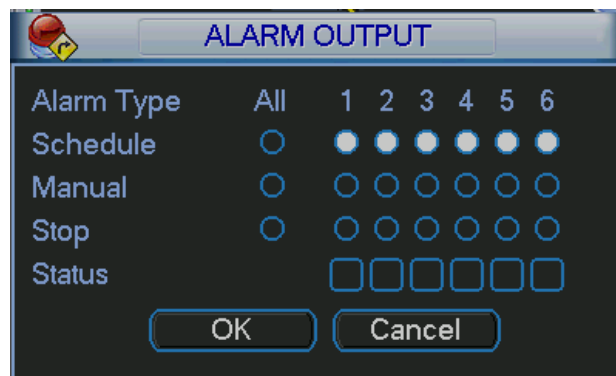 ALARM OUTPUT
Alarm Type All 1 2 3 4 5 6
Schedule
Manual
Stop
Status
OK Cancel